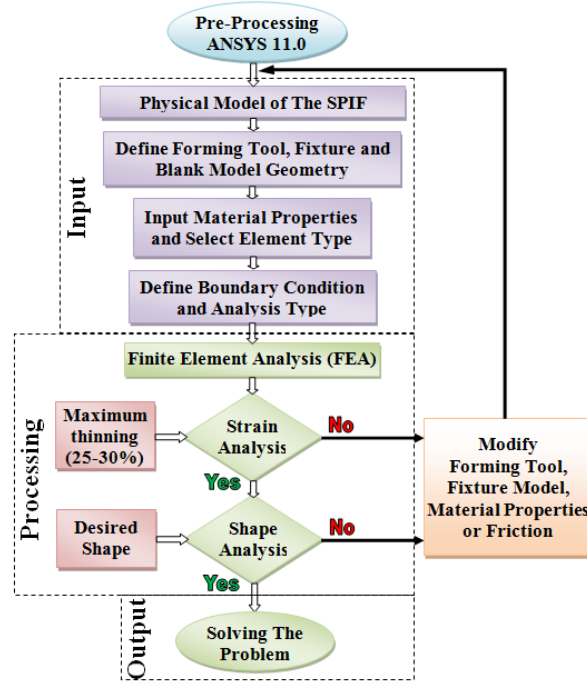 Pre-Processing
ANSYS 11.0
Input
Physical Model of The SPIF
Define Forming Tool, Fixture and
Blank Model Geometry
Input Material Properties
and Select Element Type
Define Boundary Condition
and Analysis Type
Processing
Finite Element Analysis (FEA)
Maximum
thinning
(25-30%)
Strain
Analysis
No
Yes
Modify
Forming Tool,
Fixture Model,
Material Properties
or Friction
Desired
Shape
Shape
Analysis
No
Yes
Output
Solving The
Problem